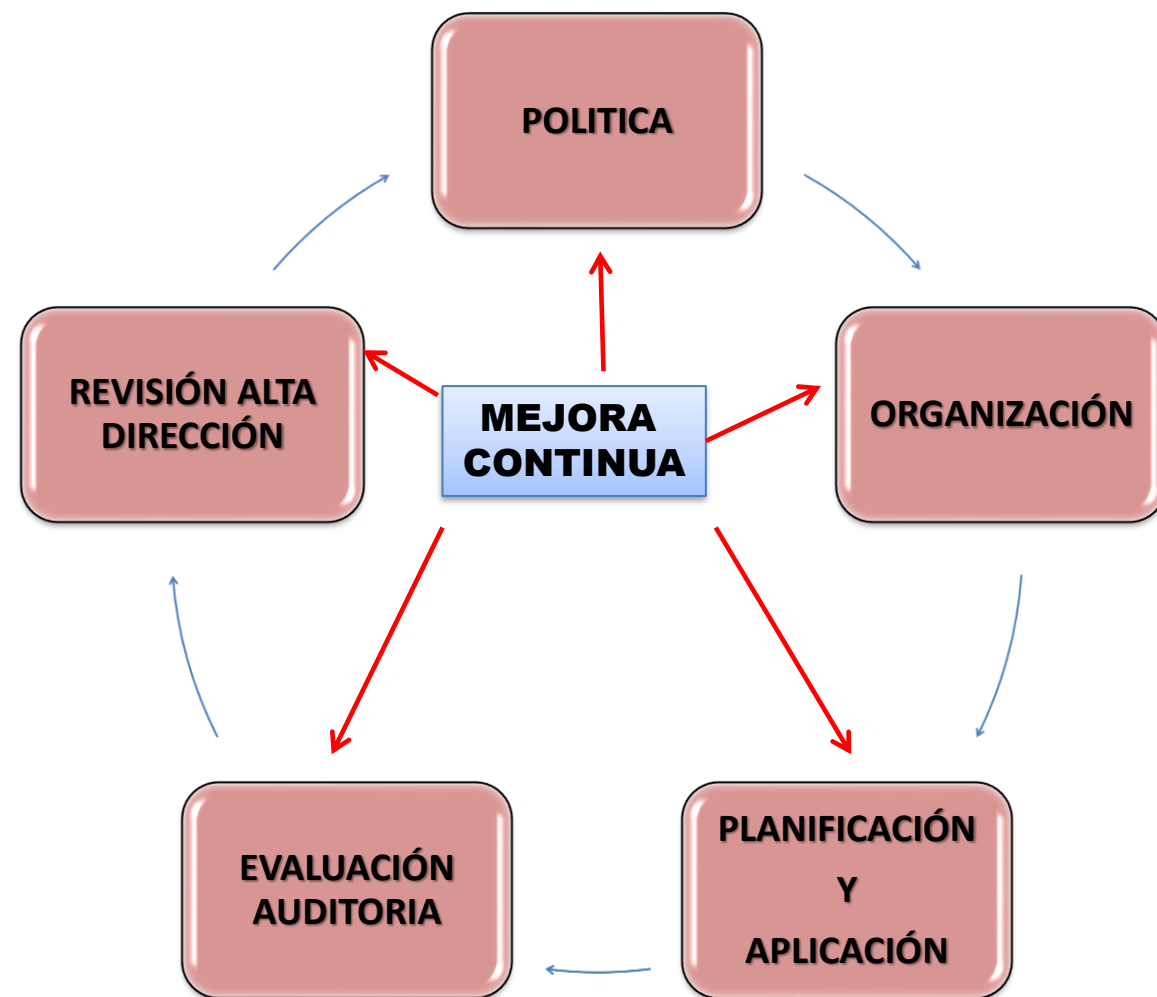 POLITICA
ORGANIZACIÓN
PLANIFICACIÓN
Y
APLICACIÓN
EVALUACIÓN
AUDITORIA
REVISIÓN ALTA
DIRECCIÓN
MEJORA
CONTINUA